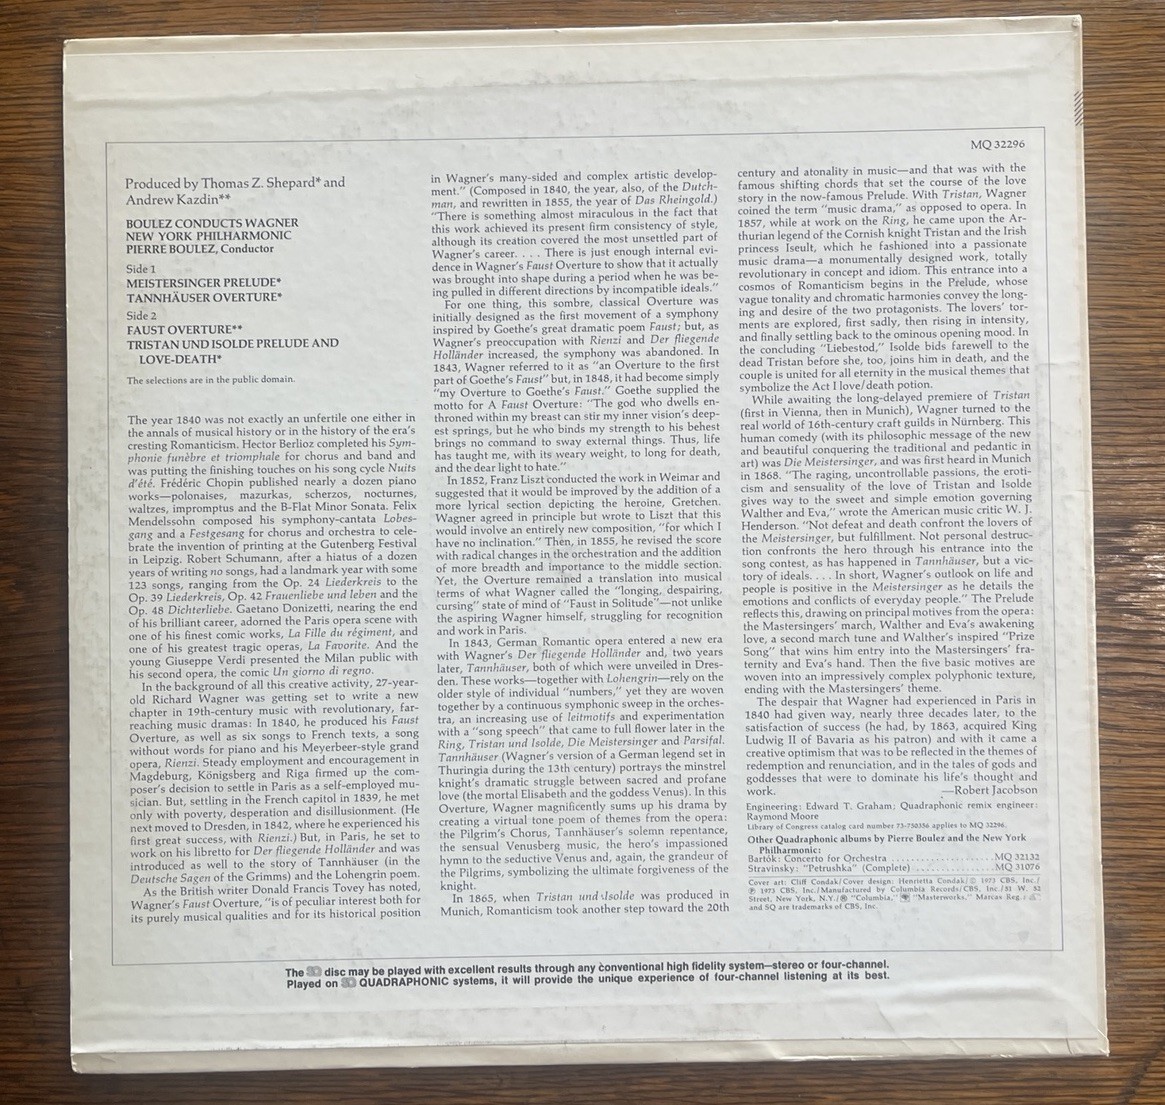 MQ 32296
Produced by Thomas Z. Shepard* and
Andrew Kazdin**
BOULEZ CONDUCTS WAGNER
NEW YORK PHILHARMONIC
PIERRE BOULEZ, Conductor
Side 1
MEISTERSINGER PRELUDE*
TANNHÄUSER OVERTURE*
Side 2
FAUST OVERTURE**
TRISTAN UND ISOLDE PRELUDE AND
LOVE-DEATH*
The selections are in the public domain.
The year 1840 was not exactly an unfertile one either in
the annals of musical history or in the history of the era's
cresting Romanticism. Hector Berlioz completed his Sym-
phonie funèbre et triomphale for chorus and band and
was putting the finishing touches on his song cycle Nuits
d'été. Frédéric Chopin published nearly a dozen piano
works—polonaises, mazurkas, scherzos, nocturnes,
waltzes, impromptus and the B-Flat Minor Sonata. Felix
Mendelssohn composed his symphony-cantata Lobes-
gang and a Festgesang for chorus and orchestra to cele-
brate the invention of printing at the Gutenberg Festival
in Leipzig. Robert Schumann, after a hiatus of a dozen
years of writing no songs, had a landmark year with some
123 songs, ranging from the Op. 24 Liederkreis to the
Op. 39 Liederkreis, Op. 42 Frauenliebe und leben and the
Op. 48 Dichterliebe. Gaetano Donizetti, nearing the end
of his brilliant career, adorned the Paris opera scene with
one of his finest comic works, La Fille du régiment, and
one of his greatest tragic operas, La Favorite. And the
young Giuseppe Verdi presented the Milan public with
his second opera, the comic Un giorno di regno.
In the background of all this creative activity, 27-year-
old Richard Wagner was getting set to write a new
chapter in 19th-century music with revolutionary, far-
reaching music dramas: In 1840, he produced his Faust
Overture, as well as six songs to French texts, a song
without words for piano and his Meyerbeer-style grand
opera, Rienzi. Steady employment and encouragement in
Magdeburg, Königsberg and Riga firmed up the com-
poser's decision to settle in Paris as a self-employed mu-
sician. But, settling in the French capitol in 1839, he met
only with poverty, desperation and disillusionment. (He
next moved to Dresden, in 1842, where he experienced his
first great success, with Rienzi.) But, in Paris, he set to
work on his libretto for Der fliegende Holländer and was
introduced as well to the story of Tannhäuser (in the
Deutsche Sagen of the Grimms) and the Lohengrin poem.
As the British writer Donald Francis Tovey has noted,
Wagner's Faust Overture, "is of peculiar interest both for
its purely musical qualities and for its historical position
in Wagner's many-sided and complex artistic develop-
ment." (Composed in 1840, the year, also, of the Dutch-
man, and rewritten in 1855, the year of Das Rheingold.)
"There is something almost miraculous in the fact that
this work achieved its present firm consistency of style,
although its creation covered the most unsettled part of
Wagner's career. . . . There is just enough internal evi-
dence in Wagner's Faust Overture to show that it actually
was brought into shape during a period when he was be-
ing pulled in different directions by incompatible ideals."
For one thing, this sombre, classical Overture was
initially designed as the first movement of a symphony
inspired by Goethe's great dramatic poem Faust; but, as
Wagner's preoccupation with Rienzi and Der fliegende
Holländer increased, the symphony was abandoned. In
1843, Wagner referred to it as "an Overture to the first
part of Goethe's Faust" but, in 1848, it had become simply
"my Overture to Goethe's Faust." Goethe supplied the
motto for A Faust Overture: "The god who dwells en-
throned within my breast can stir my inner vision's deep-
est springs, but he who binds my strength to his behest
brings no command to sway external things. Thus, life
has taught me, with its weary weight, to long for death,
and the dear light to hate."
In 1852, Franz Liszt conducted the work in Weimar and
suggested that it would be improved by the addition of a
more lyrical section depicting the heroine, Gretchen.
Wagner agreed in principle but wrote to Liszt that this
would involve an entirely new composition, "for which I
have no inclination." Then, in 1855, he revised the score
with radical changes in the orchestration and the addition
of more breadth and importance to the middle section.
Yet, the Overture remained a translation into musical
terms of what Wagner called the "longing, despairing,
cursing" state of mind of "Faust in Solitude"—not unlike
the aspiring Wagner himself, struggling for recognition
and work in Paris.
In 1843, German Romantic opera entered a new era
with Wagner's Der fliegende Holländer and, two years
later, Tannhäuser, both of which were unveiled in Dres-
den. These works—together with Lohengrin—rely on the
older style of individual "numbers," yet they are woven
together by a continuous symphonic sweep in the orches-
tra, an increasing use of leitmotifs and experimentation
with a "song speech" that came to full flower later in the
Ring, Tristan und Isolde, Die Meistersinger and Parsifal.
Tannhäuser (Wagner's version of a German legend set in
Thuringia during the 13th century) portrays the minstrel
knight's dramatic struggle between sacred and profane
love (the mortal Elisabeth and the goddess Venus). In this
Overture, Wagner magnificently sums up his drama by
creating a virtual tone poem of themes from the opera:
the Pilgrim's Chorus, Tannhäuser's solemn repentance,
the sensual Venusberg music, the hero's impassioned
hymn to the seductive Venus and, again, the grandeur of
the Pilgrims, symbolizing the ultimate forgiveness of the
knight.
In 1865, when Tristan und Isolde was produced in
Munich, Romanticism took another step toward the 20th
century and atonality in music—and that was with the
famous shifting chords that set the course of the love
story in the now-famous Prelude. With Tristan, Wagner
coined the term "music drama," as opposed to opera. In
1857, while at work on the Ring, he came upon the Ar-
thurian legend of the Cornish knight Tristan and the Irish
princess Iseult, which he fashioned into a passionate
music drama—a monumentally designed work, totally
revolutionary in concept and idiom. This entrance into a
cosmos of Romanticism begins in the Prelude, whose
vague tonality and chromatic harmonies convey the long-
ing and desire of the two protagonists. The lovers' tor-
ments are explored, first sadly, then rising in intensity,
and finally settling back to the ominous opening mood. In
the concluding "Liebestod," Isolde bids farewell to the
dead Tristan before she, too, joins him in death, and the
couple is united for all eternity in the musical themes that
symbolize the Act I love/death potion.
While awaiting the long-delayed premiere of Tristan
(first in Vienna, then in Munich), Wagner turned to the
real world of 16th-century craft guilds in Nürnberg. This
human comedy (with its philosophic message of the new
and beautiful conquering the traditional and pedantic in
art) was Die Meistersinger, and was first heard in Munich
in 1868. "The raging, uncontrollable passions, the eroti-
cism and sensuality of the love of Tristan and Isolde
gives way to the sweet and simple emotion governing
Walther and Eva," wrote the American music critic W. J.
Henderson. "Not defeat and death confront the lovers of
the Meistersinger, but fulfillment. Not personal destruc-
tion confronts the hero through his entrance into the
song contest, as has happened in Tannhäuser, but a vic-
tory of ideals. . . . In short, Wagner's outlook on life and
people is positive in the Meistersinger as he details the
emotions and conflicts of everyday people." The Prelude
reflects this, drawing on principal motives from the opera:
the Mastersingers' march, Walther and Eva's awakening
love, a second march tune and Walther's inspired "Prize
Song" that wins him entry into the Mastersingers' fra-
ternity and Eva's hand. Then the five basic motives are
woven into an impressively complex polyphonic texture,
ending with the Mastersingers' theme.
The despair that Wagner had experienced in Paris in
1840 had given way, nearly three decades later, to the
satisfaction of success (he had, by 1863, acquired King
Ludwig II of Bavaria as his patron) and with it came a
creative optimism that was to be reflected in the themes of
redemption and renunciation, and in the tales of gods and
goddesses that were to dominate his life's thought and
work. —Robert Jacobson
Engineering: Edward T. Graham; Quadraphonic remix engineer:
Raymond Moore
Library of Congress catalog card number 73-750356 applies to MQ 32296.
Other Quadraphonic albums by Pierre Boulez and the New York
Philharmonic:
Bartók: Concerto for Orchestra . . . . . . . . . . . . . . . . . . . . MQ 32132
Stravinsky: "Petrushka" (Complete) . . . . . . . . . . . . . . . . MQ 31076
Cover art: Cliff Condak/Cover design: Henrietta Condak/© 1973 CBS, Inc./
℗ 1973 CBS, Inc./Manufactured by Columbia Records/CBS, Inc./51 W. 52
Street, New York, N.Y./® "Columbia," "Masterworks," Marcas Reg.
and SQ are trademarks of CBS, Inc.
The disc may be played with excellent results through any conventional high fidelity system—stereo or four-channel.
Played on QUADRAPHONIC systems, it will provide the unique experience of four-channel listening at its best.